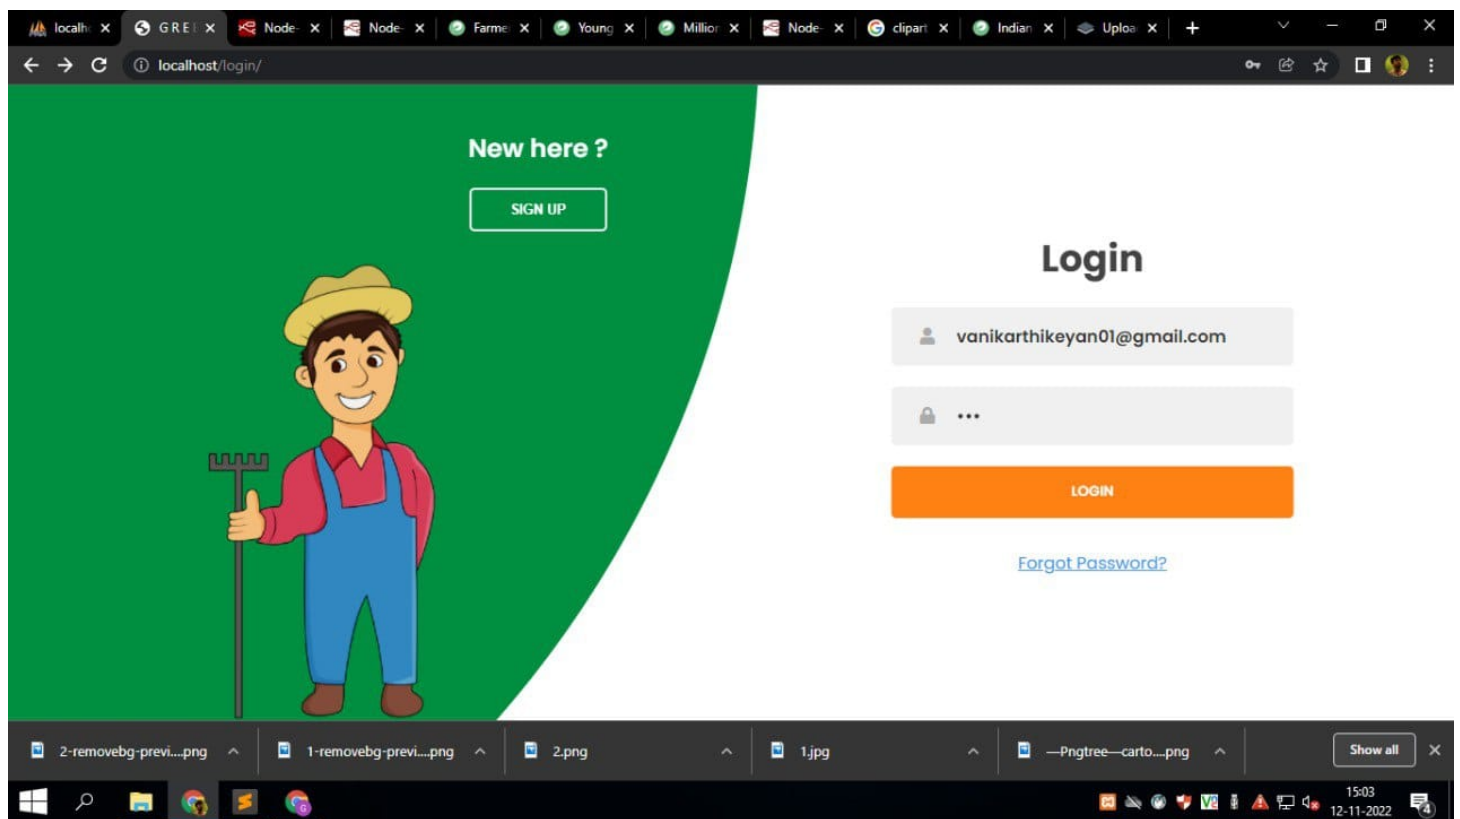 localh
G R E E
Node-
Node-
Farme
Young
Million
Node-
clipart
Indian
Uploa
localhost/login/
New here ?
SIGN UP
Login
vanikarthikeyan01@gmail.com
•••
LOGIN
Forgot Password?
2-removebg-previ....png
1-removebg-previ....png
2.png
1.jpg
—Pngtree—carto....png
Show all
15:03
12-11-2022
4